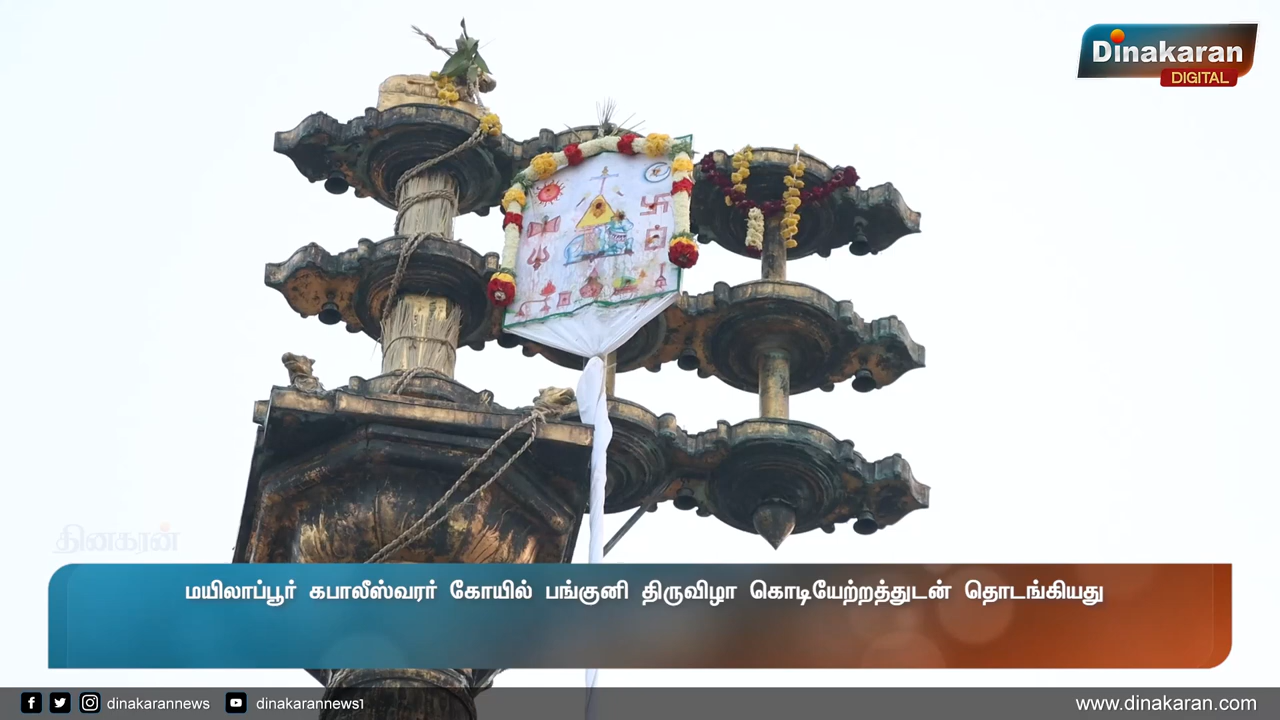 Dinakaran
DIGITAL
தினகரன்
மயிலாப்பூர் கபாலீஸ்வரர் கோயில் பங்குனி திருவிழா கொடியேற்றத்துடன் தொடங்கியது
dinakarannews
dinakarannews1
www.dinakaran.com